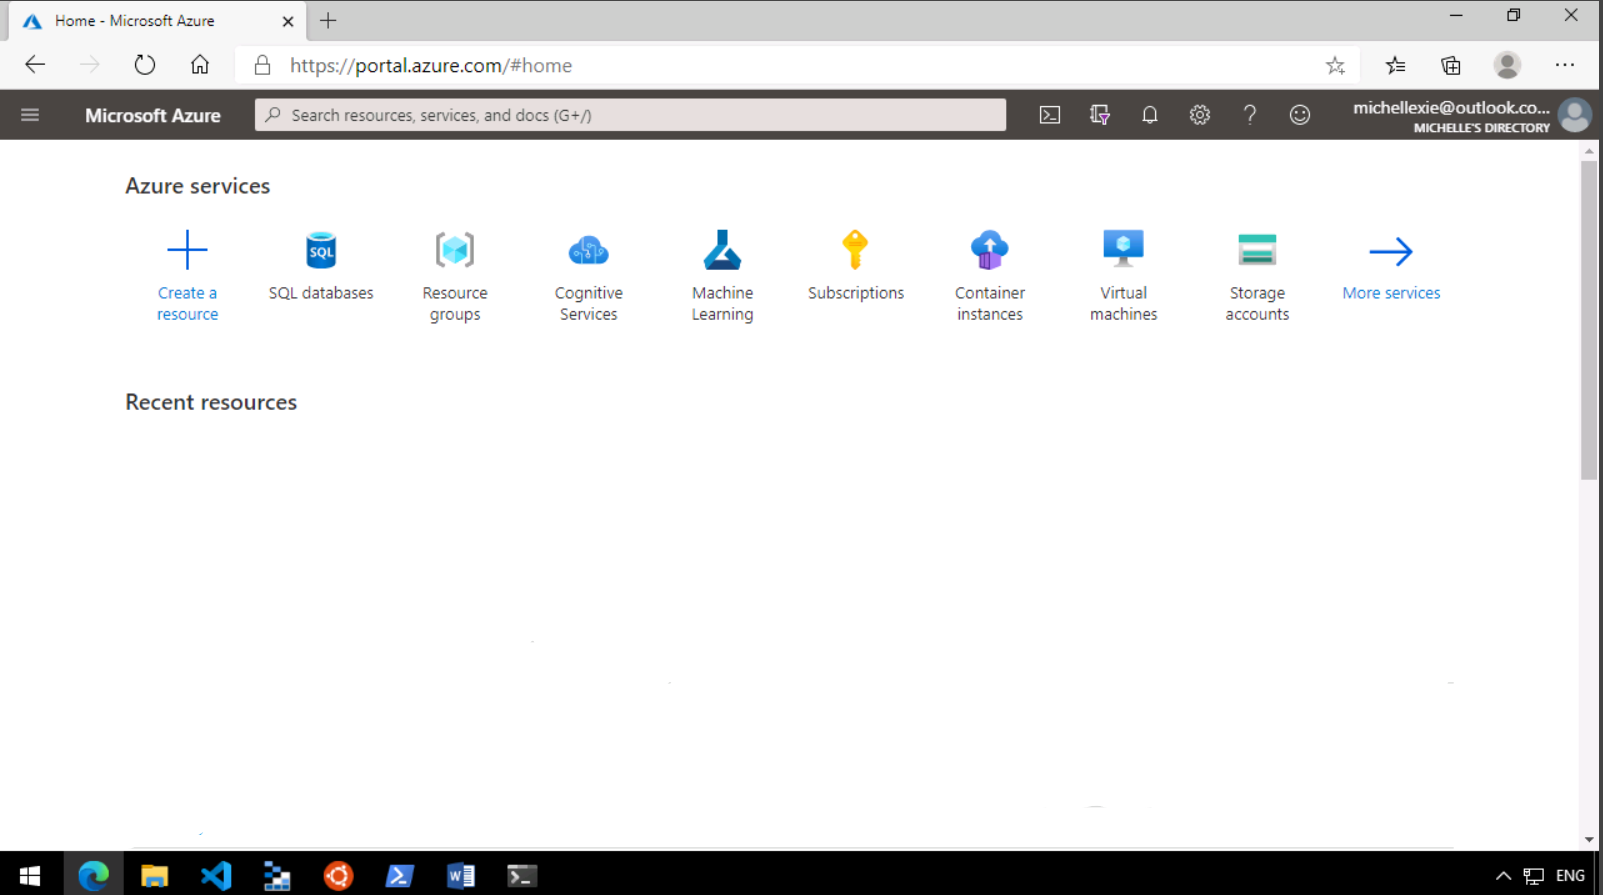 Home - Microsoft Azure
https://portal.azure.com/#home
Microsoft Azure
Search resources, services, and docs (G+/)
michellexie@outlook.co...
MICHELLE'S DIRECTORY
Azure services
SQL
Create a
resource
SQL databases
Resource
groups
Cognitive
Services
Machine
Learning
Subscriptions
Container
instances
Virtual
machines
Storage
accounts
More services
Recent resources
ENG